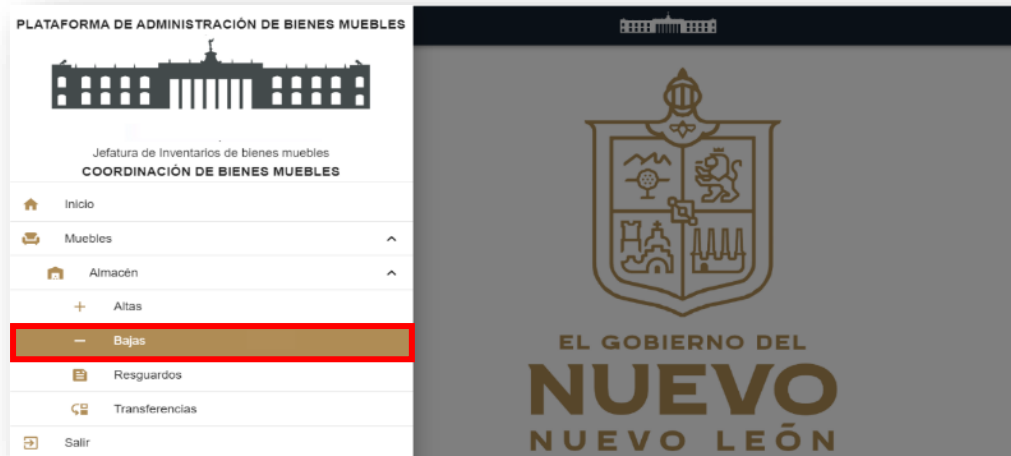 PLATAFORMA DE ADMINISTRACIÓN DE BIENES MUEBLES
Jefatura de Inventarios de bienes muebles
COORDINACIÓN DE BIENES MUEBLES
Inicio
Muebles
Almacén
Altas
Bajas
Resguardos
Transferencias
Salir
EL GOBIERNO DEL
NUEVO
NUEVO LEÓN